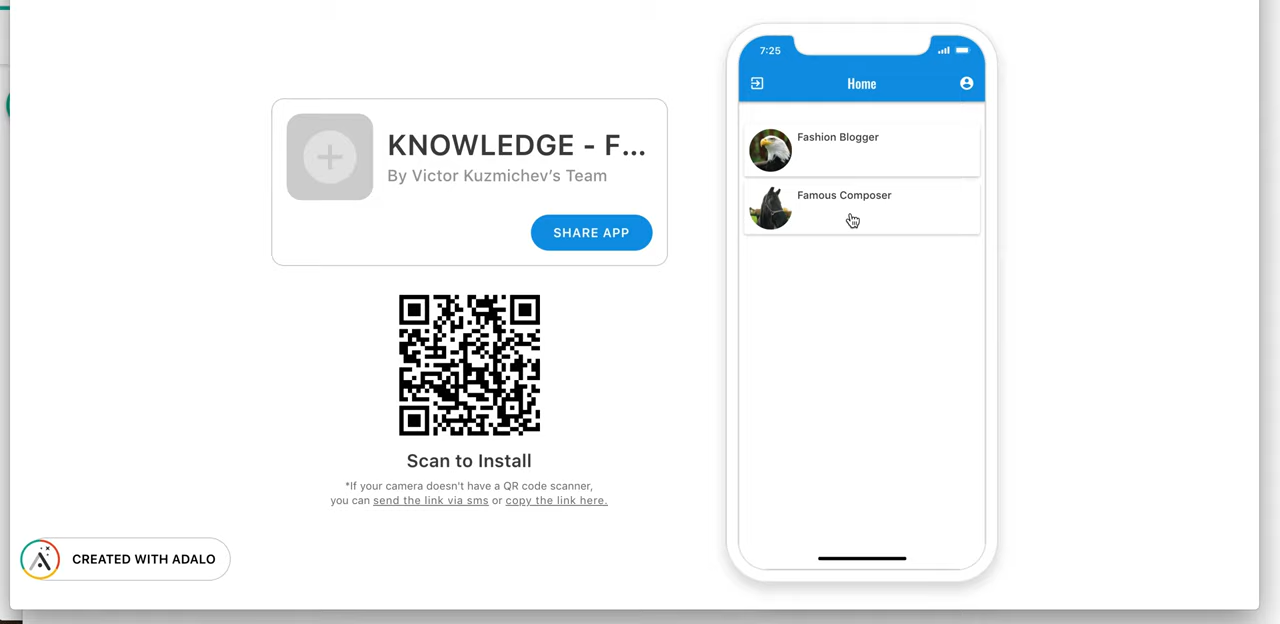 KNOWLEDGE - F...
By Victor Kuzmichev’s Team
SHARE APP
Scan to Install
*If your camera doesn't have a QR code scanner,
you can send the link via sms or copy the link here.
CREATED WITH ADALO
7:25
Home
Fashion Blogger
Famous Composer